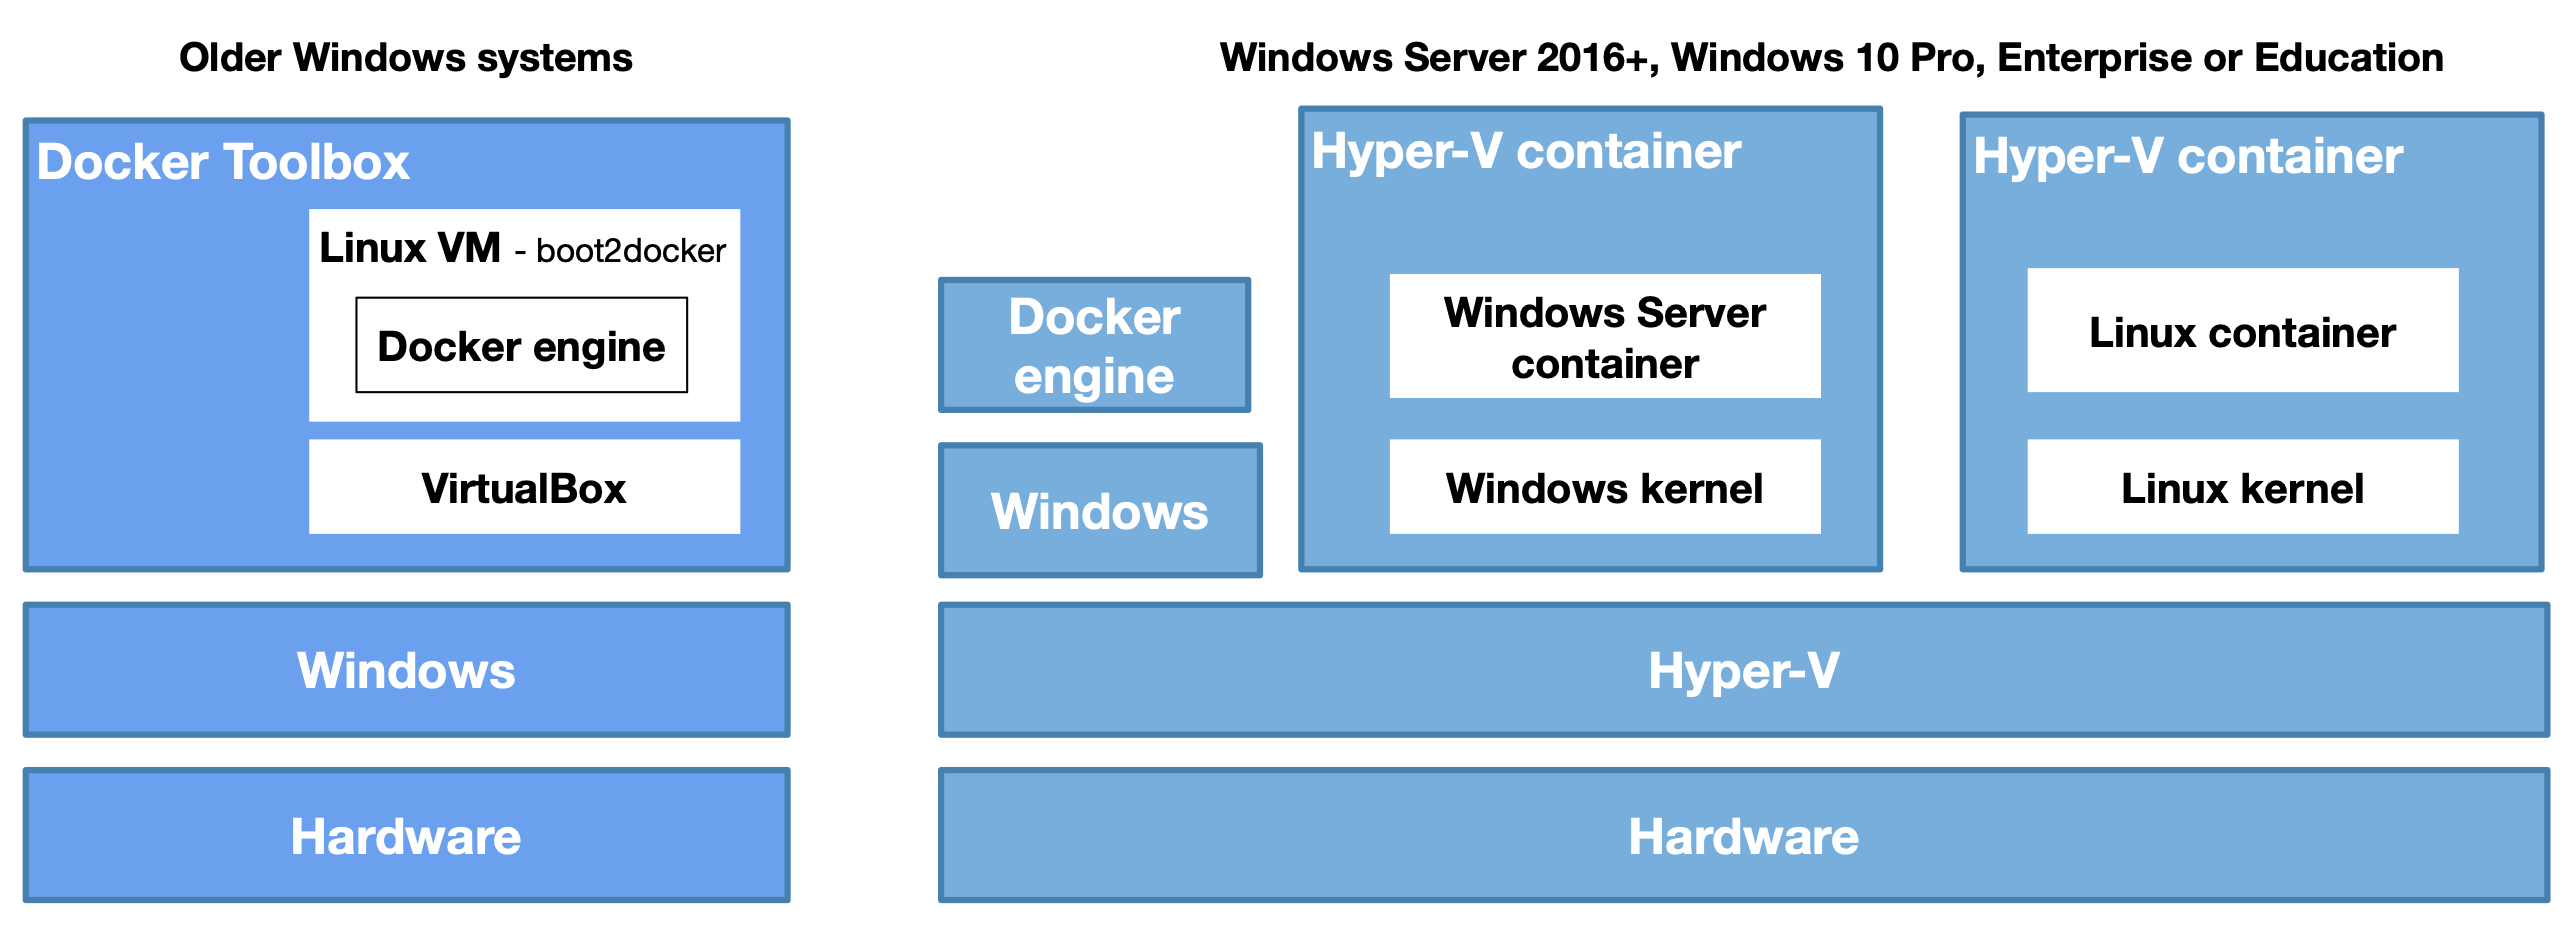 Older Windows systems
Docker Toolbox
Linux VM - boot2docker
Docker engine
VirtualBox
Windows
Hardware
Windows Server 2016+, Windows 10 Pro, Enterprise or Education
Docker
engine
Windows
Hyper-V container
Windows Server
container
Windows kernel
Hyper-V container
Linux container
Linux kernel
Hyper-V
Hardware